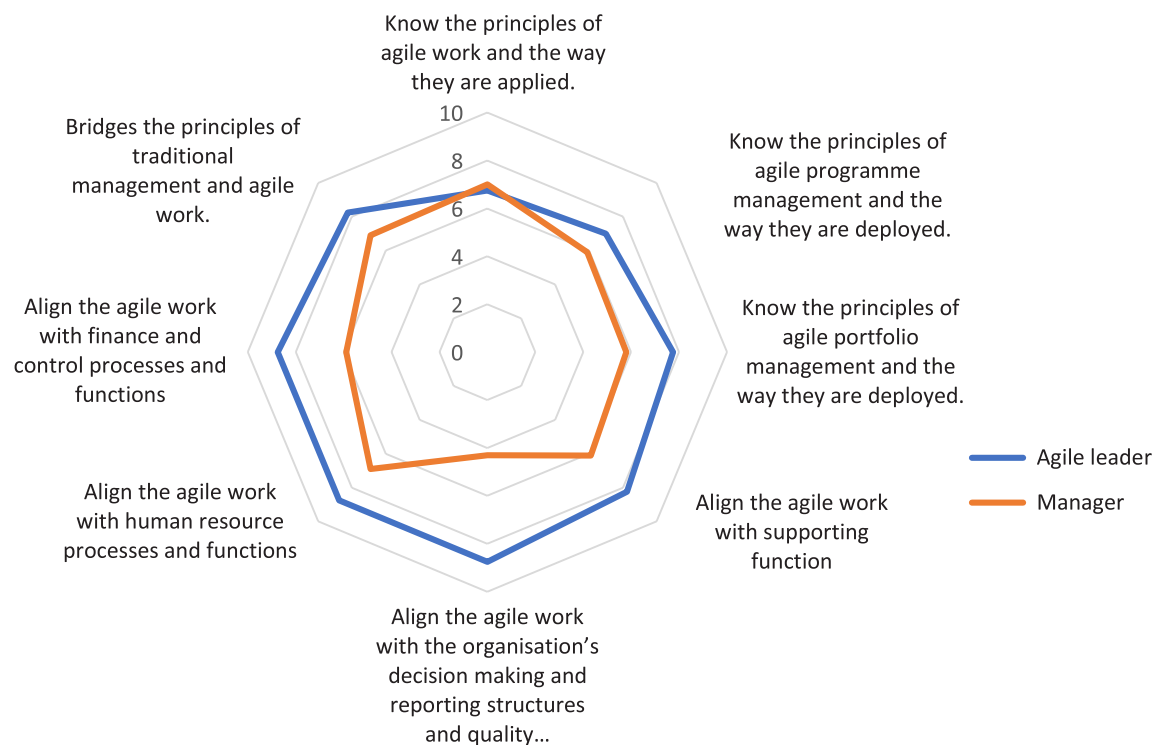 Know the principles of
agile work and the way
they are applied.
Bridges the principles of
traditional
management and agile
work.
Know the principles of
agile programme
management and the
way they are deployed.
10
8
6
4
2
0
Align the agile work
with finance and
control processes and
functions
Know the principles of
agile portfolio
management and the
way they are deployed.
Agile leader
Manager
Align the agile work
with human resource
processes and functions
Align the agile work
with supporting
function
Align the agile work
with the organisation’s
decision making and
reporting structures
and quality…